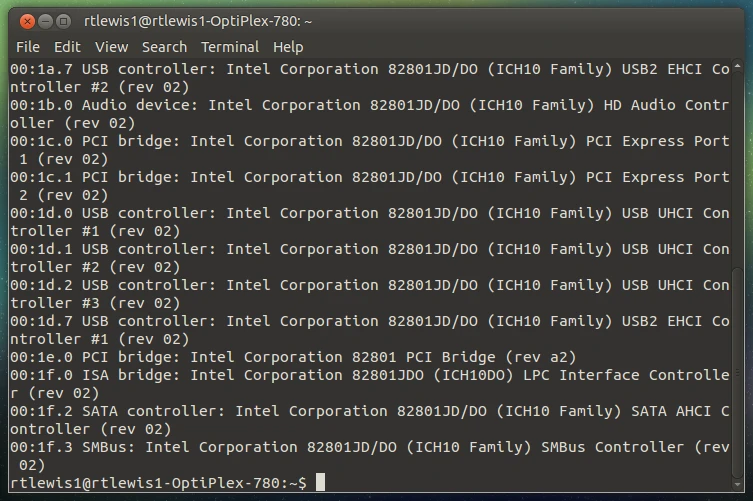 rtlewis1@rtlewis1-OptiPlex-780: ~
File Edit View Search Terminal Help
00:1a.7 USB controller: Intel Corporation 82801JD/DO (ICH10 Family) USB2 EHCI Co
ntroller #2 (rev 02)
00:1b.0 Audio device: Intel Corporation 82801JD/DO (ICH10 Family) HD Audio Contr
oller (rev 02)
00:1c.0 PCI bridge: Intel Corporation 82801JD/DO (ICH10 Family) PCI Express Port
 1 (rev 02)
00:1c.1 PCI bridge: Intel Corporation 82801JD/DO (ICH10 Family) PCI Express Port
 2 (rev 02)
00:1d.0 USB controller: Intel Corporation 82801JD/DO (ICH10 Family) USB UHCI Con
troller #1 (rev 02)
00:1d.1 USB controller: Intel Corporation 82801JD/DO (ICH10 Family) USB UHCI Con
troller #2 (rev 02)
00:1d.2 USB controller: Intel Corporation 82801JD/DO (ICH10 Family) USB UHCI Con
troller #3 (rev 02)
00:1d.7 USB controller: Intel Corporation 82801JD/DO (ICH10 Family) USB2 EHCI Co
ntroller #1 (rev 02)
00:1e.0 PCI bridge: Intel Corporation 82801 PCI Bridge (rev a2)
00:1f.0 ISA bridge: Intel Corporation 82801JDO (ICH10DO) LPC Interface Controlle
r (rev 02)
00:1f.2 SATA controller: Intel Corporation 82801JD/DO (ICH10 Family) SATA AHCI C
ontroller (rev 02)
00:1f.3 SMBus: Intel Corporation 82801JD/DO (ICH10 Family) SMBus Controller (rev
 02)
rtlewis1@rtlewis1-OptiPlex-780:~$